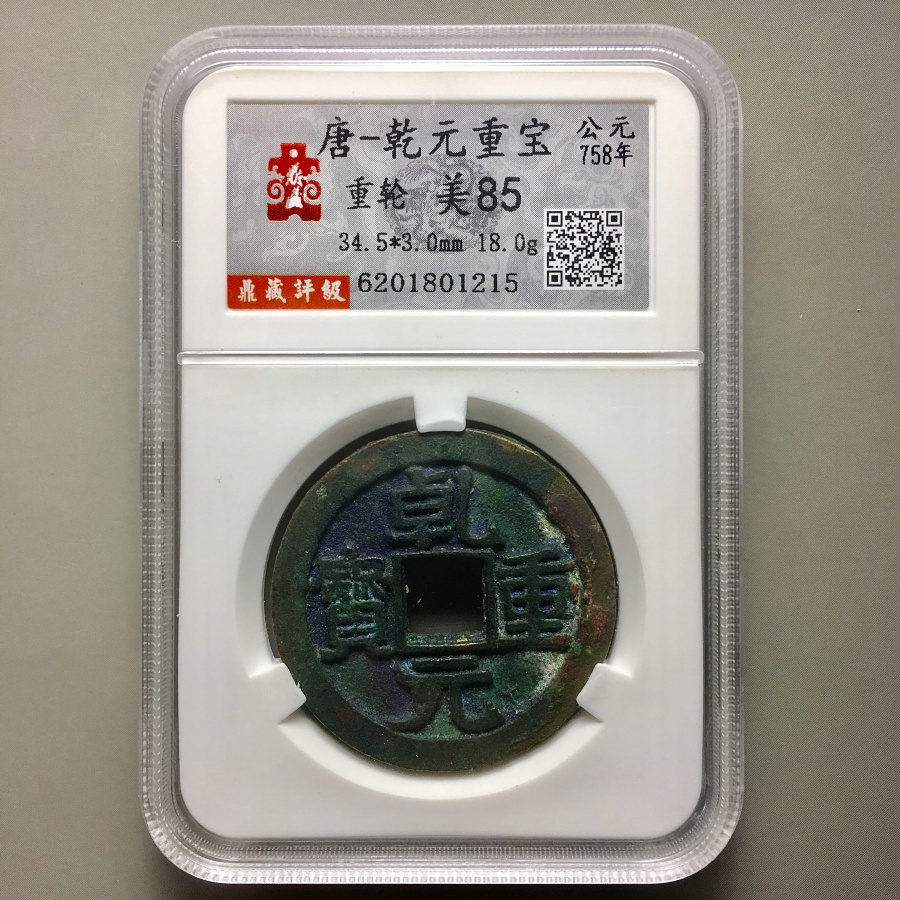 唐-乾元重宝 公元
758年
重轮 美85
34.5*3.0mm 18.0g
鼎藏評級 6201801215
乾
寳 重
元